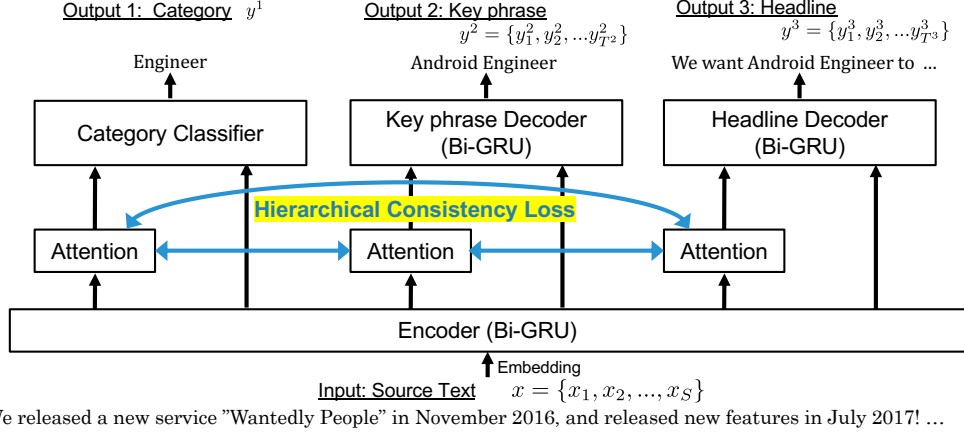 Output 1: Category y^1 Output 2: Key phrase Output 3: Headline
y^2 = {y^2_1, y^2_2, ...y^2_{T^2}} y^3 = {y^3_1, y^3_2, ...y^3_{T^3}}
Engineer Android Engineer We want Android Engineer to ...
Category Classifier Key phrase Decoder (Bi-GRU) Headline Decoder (Bi-GRU)
Hierarchical Consistency Loss
Attention Attention Attention
Encoder (Bi-GRU)
Embedding
Input: Source Text x = {x_1, x_2, ..., x_S}
released a new service "Wantedly People" in November 2016, and released new features in July 2017! ...